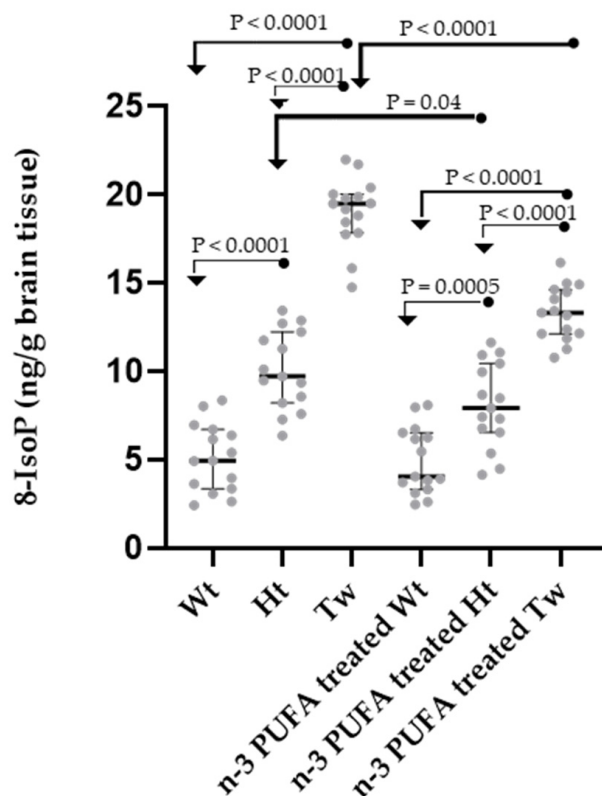 P < 0.0001
P < 0.0001
P < 0.0001
P = 0.04
P < 0.0001
P < 0.0001
P < 0.0001
P = 0.0005
8-IsoP (ng/g brain tissue)
25
20
15
10
5
0
Wt
Ht
Tw
n-3 PUFA treated Wt
n-3 PUFA treated Ht
n-3 PUFA treated Tw